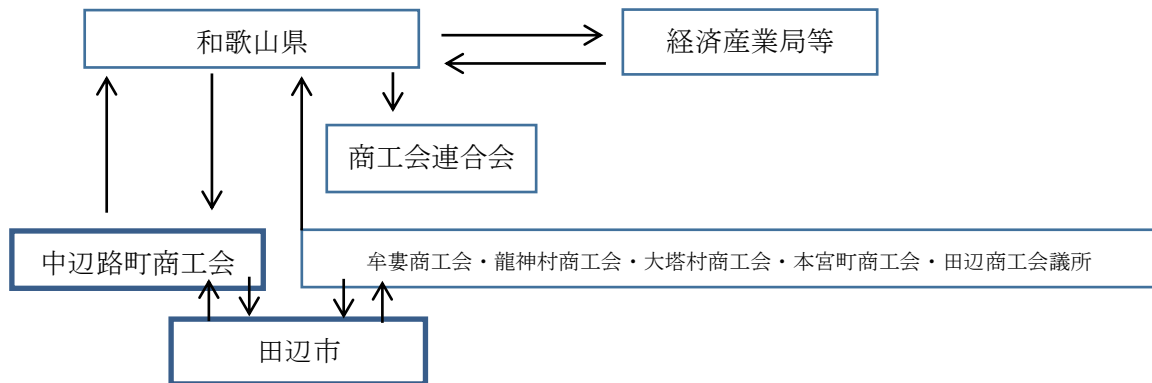 和歌山県
経済産業局等
商工会連合会
中辺路町商工会
牟婁商工会・龍神村商工会・大塔村商工会・本宮町商工会・田辺商工会議所
田辺市